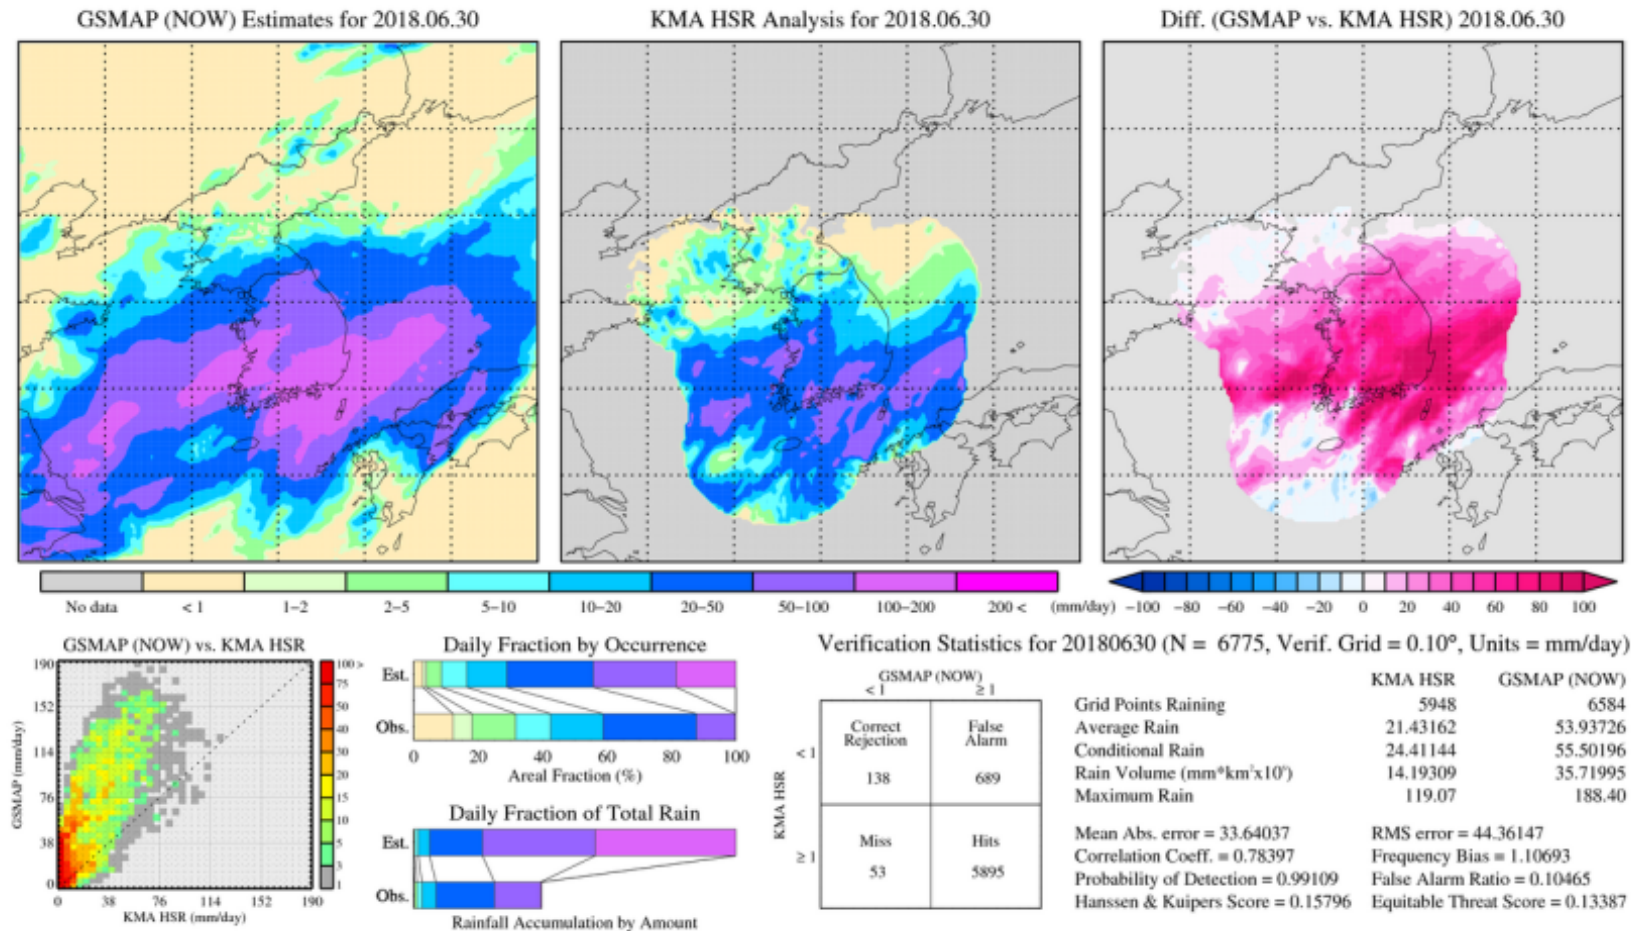 GSMAP (NOW) Estimates for 2018.06.30
KMA HSR Analysis for 2018.06.30
Diff. (GSMAP vs. KMA HSR) 2018.06.30
No data < 1 1-2 2-5 5-10 10-20 20-50 50-100 100-200 200 < (mm/day)
-100 -80 -60 -40 -20 0 20 40 60 80 100
GSMAP (NOW) vs. KMA HSR
190
152
114
76
38
0
GSMAP (mm/day)
0 38 76 114 152 190
KMA HSR (mm/day)
100 >
75
50
40
30
20
15
10
5
3
1
Daily Fraction by Occurrence
Est.
Obs.
0 20 40 60 80 100
Areal Fraction (%)
Daily Fraction of Total Rain
Est.
Obs.
Rainfall Accumulation by Amount
Verification Statistics for 20180630 (N = 6775, Verif. Grid = 0.10°, Units = mm/day)
GSMAP (NOW)
< 1 ≥ 1
KMA HSR
< 1
≥ 1
Correct Rejection
138
False Alarm
689
Miss
53
Hits
5895
KMA HSR GSMAP (NOW)
Grid Points Raining 5948 6584
Average Rain 21.43162 53.93726
Conditional Rain 24.41144 55.50196
Rain Volume (mm*km²x10⁶) 14.19309 35.71995
Maximum Rain 119.07 188.40
Mean Abs. error = 33.64037 RMS error = 44.36147
Correlation Coeff. = 0.78397 Frequency Bias = 1.10693
Probability of Detection = 0.99109 False Alarm Ratio = 0.10465
Hanssen & Kuipers Score = 0.15796 Equitable Threat Score = 0.13387